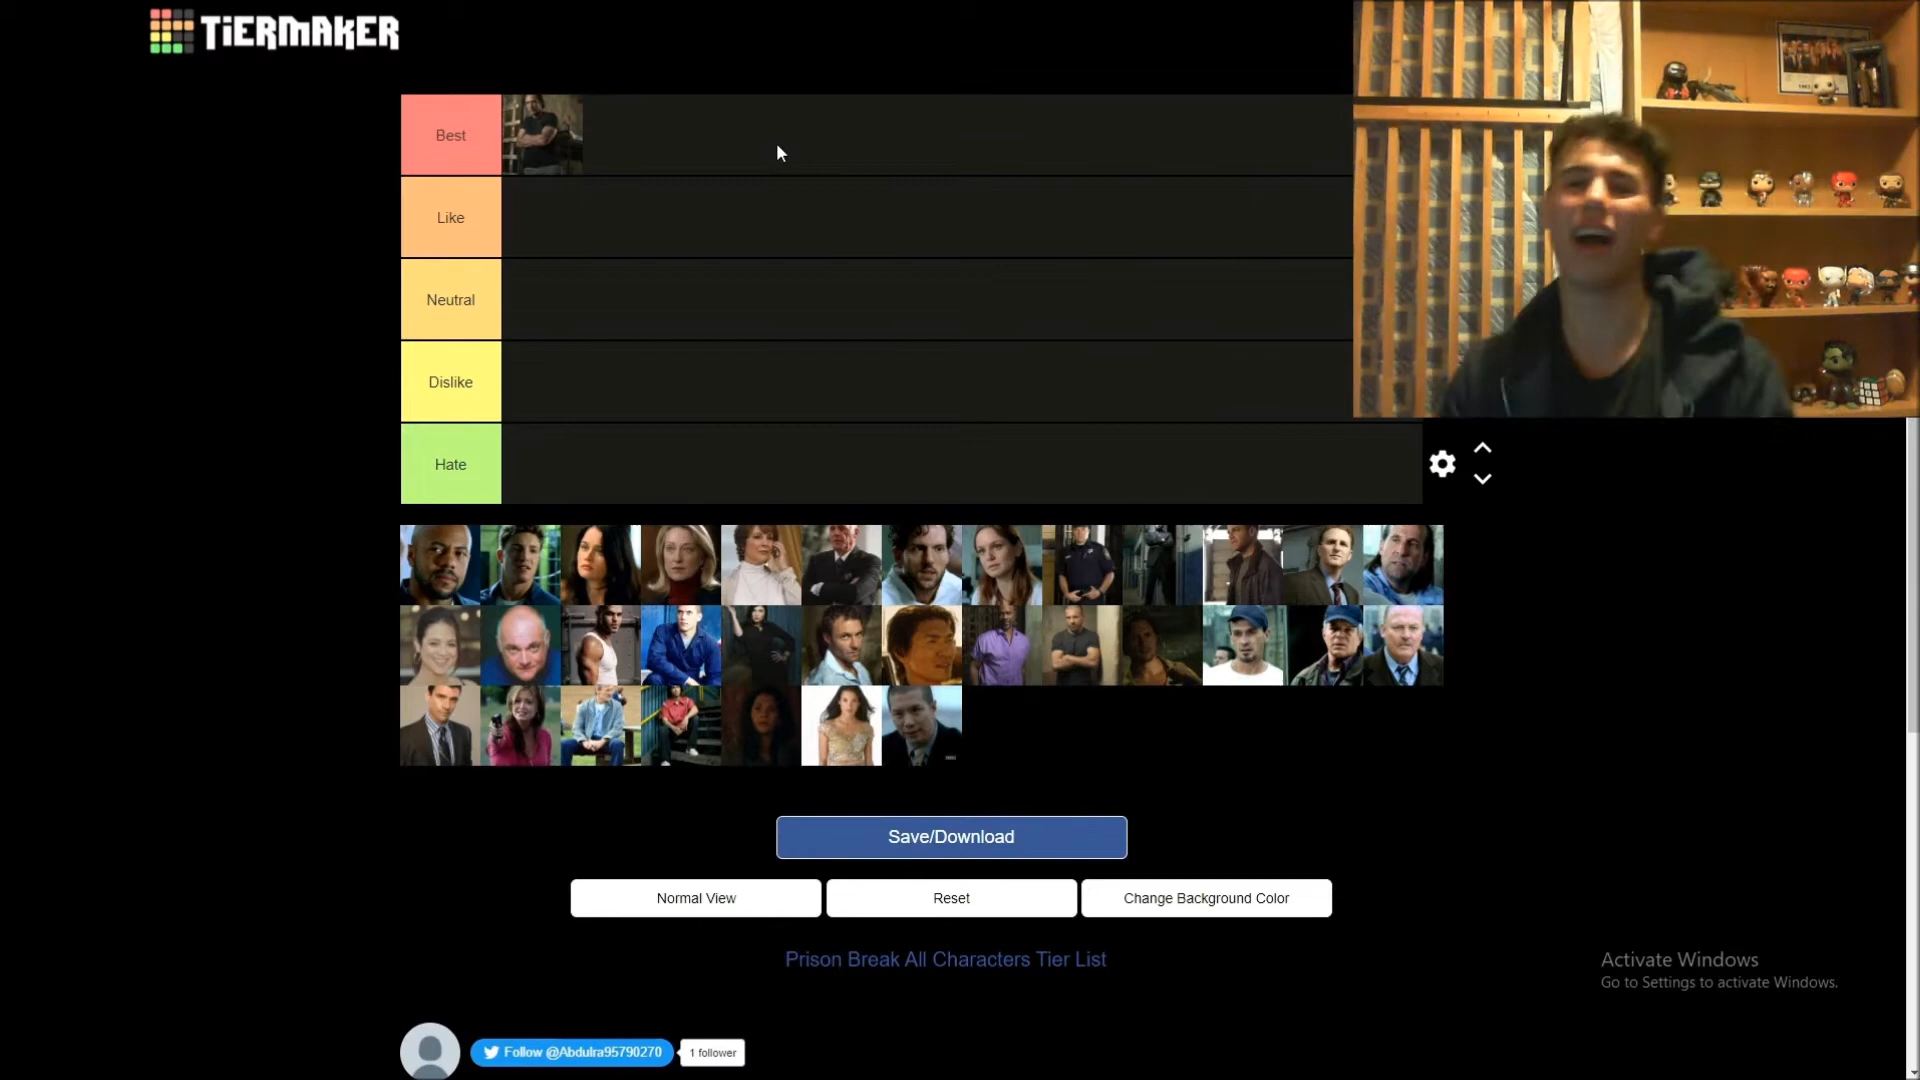 TiERMAKER
Best
Like
Neutral
Dislike
Hate
Save/Download
Normal View
Reset
Change Background Color
Prison Break All Characters Tier List
Activate Windows
Go to Settings to activate Windows.
Follow @Abdulra95790270
1 follower